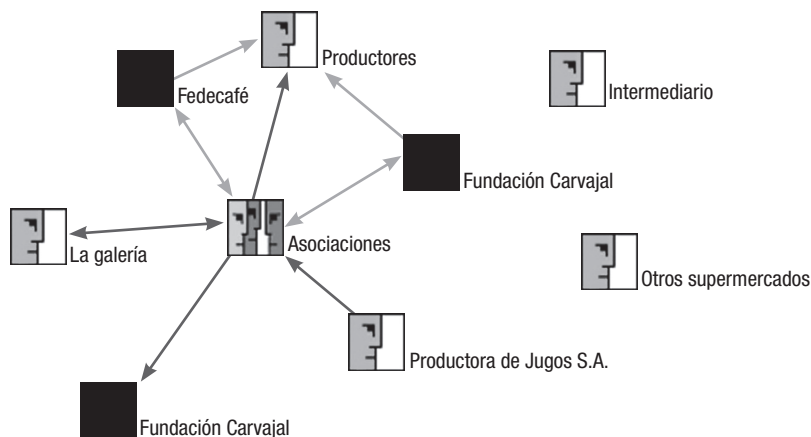 Productores
Fedecafé
Intermediario
Fundación Carvajal
Asociaciones
La galería
Otros supermercados
Productora de Jugos S.A.
Fundación Carvajal